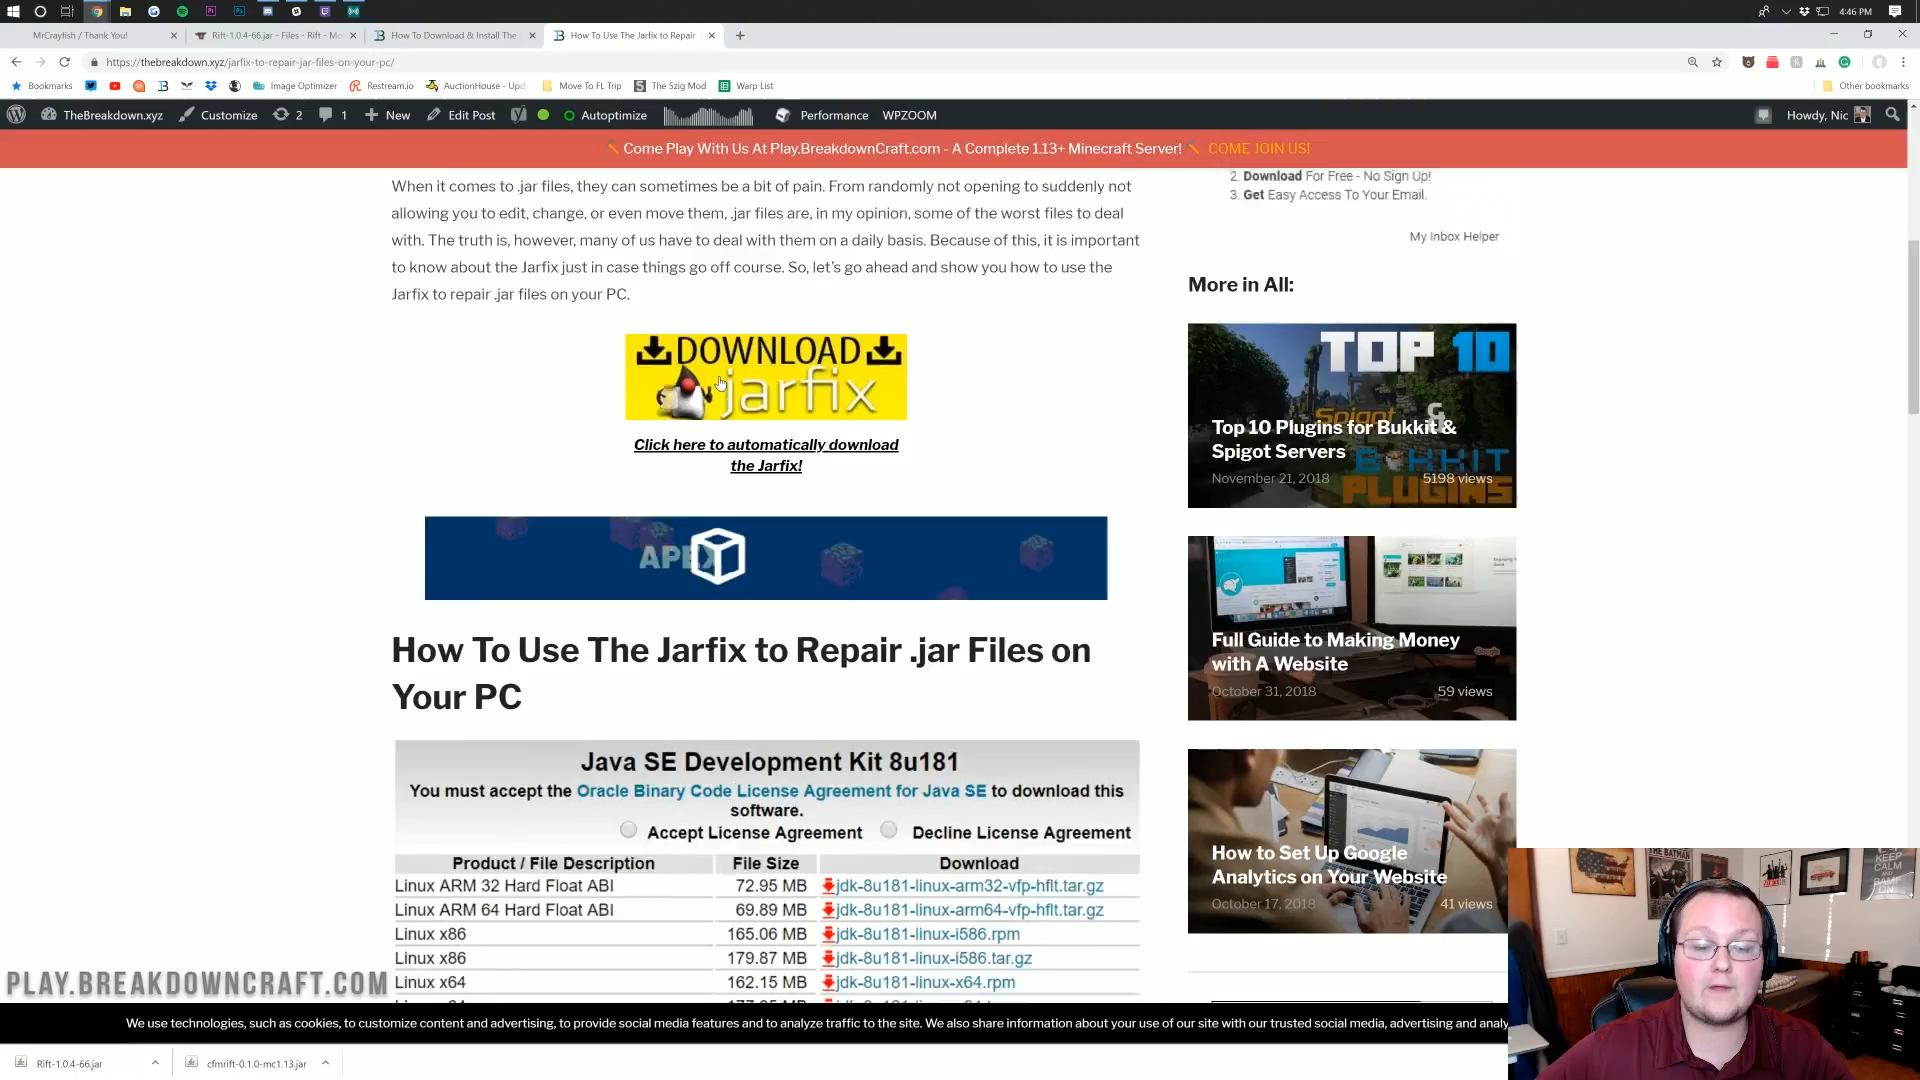 4:46 PM
MrCrayfish / Thank You!
Rift-1.0.4-66.jar - Files - Rift - Mo
How To Download & Install The
How To Use The Jarfix to Repair
https://thebreakdown.xyz/jarfix-to-repair-jar-files-on-your-pc/
Bookmarks
Image Optimizer
Restream.io
AuctionHouse - Upda
Move To FL Trip
The 5zig Mod
Warp List
Other bookmarks
TheBreakdown.xyz
Customize
2
1
New
Edit Post
Autoptimize
Performance
WPZOOM
Howdy, Nic
Come Play With Us At Play.BreakdownCraft.com - A Complete 1.13+ Minecraft Server! COME JOIN US!
When it comes to .jar files, they can sometimes be a bit of pain. From randomly not opening to suddenly not
allowing you to edit, change, or even move them, .jar files are, in my opinion, some of the worst files to deal
with. The truth is, however, many of us have to deal with them on a daily basis. Because of this, it is important
to know about the Jarfix just in case things go off course. So, let's go ahead and show you how to use the
Jarfix to repair .jar files on your PC.
DOWNLOAD
jarfix
Click here to automatically download
the Jarfix!
APEX
How To Use The Jarfix to Repair .jar Files on
Your PC
Java SE Development Kit 8u181
You must accept the Oracle Binary Code License Agreement for Java SE to download this
software.
Accept License Agreement Decline License Agreement
Product / File Description File Size Download
Linux ARM 32 Hard Float ABI 72.95 MB jdk-8u181-linux-arm32-vfp-hflt.tar.gz
Linux ARM 64 Hard Float ABI 69.89 MB jdk-8u181-linux-arm64-vfp-hflt.tar.gz
Linux x86 165.06 MB jdk-8u181-linux-i586.rpm
Linux x86 179.87 MB jdk-8u181-linux-i586.tar.gz
Linux x64 162.15 MB jdk-8u181-linux-x64.rpm
2. Download For Free - No Sign Up!
3. Get Easy Access To Your Email.
My Inbox Helper
More in All:
TOP 10
Spigot
&
BUKKIT
PLUGINS
Top 10 Plugins for Bukkit &
Spigot Servers
November 21, 2018 5198 views
Full Guide to Making Money
with A Website
Google
October 31, 2018 59 views
How to Set Up Google
Analytics on Your Website
October 17, 2018 41 views
THE BATMAN
KEEP
CALM
AND
PLAY.BREAKDOWNCRAFT.COM
We use technologies, such as cookies, to customize content and advertising, to provide social media features and to analyze traffic to the site. We also share information about your use of our site with our trusted social media, advertising and analy
Rift-1.0.4-66.jar
cfmrift-0.1.0-mc1.13.jar